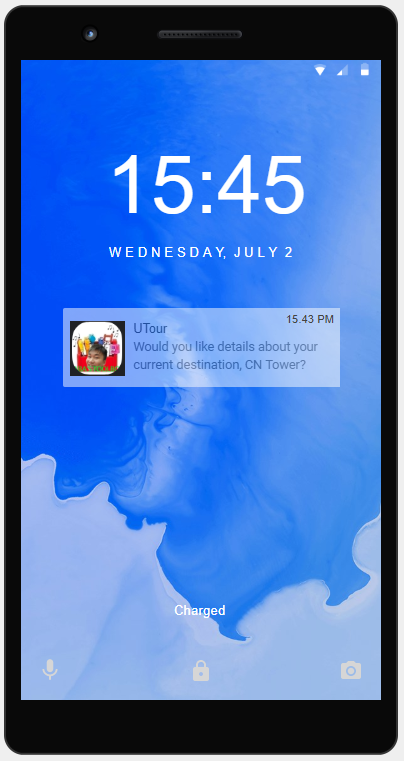 15:45
WEDNESDAY, JULY 2
15.43 PM
UTour
Would you like details about your
current destination, CN Tower?
Charged